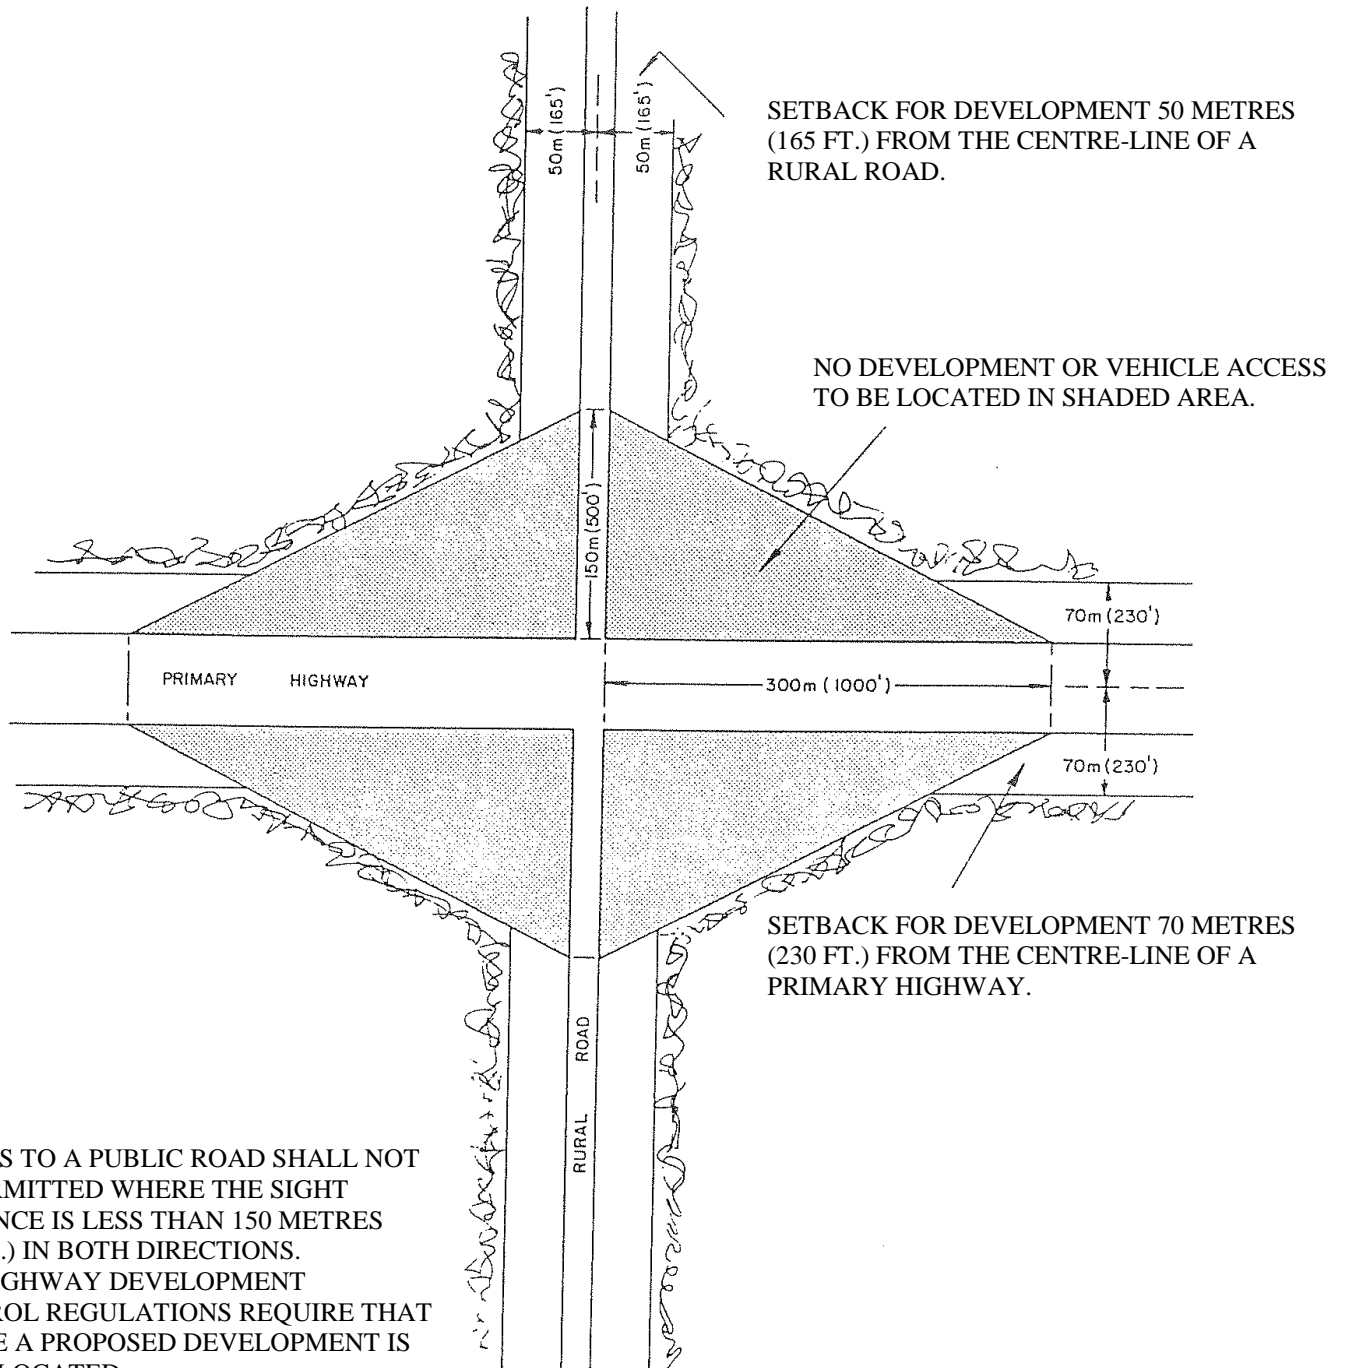 50m (165')
50m (165')
SETBACK FOR DEVELOPMENT 50 METRES
(165 FT.) FROM THE CENTRE-LINE OF A
RURAL ROAD.
NO DEVELOPMENT OR VEHICLE ACCESS
TO BE LOCATED IN SHADED AREA.
150m (500')
70m (230')
PRIMARY HIGHWAY
300m (1000')
70m (230')
SETBACK FOR DEVELOPMENT 70 METRES
(230 FT.) FROM THE CENTRE-LINE OF A
PRIMARY HIGHWAY.
RURAL ROAD
S TO A PUBLIC ROAD SHALL NOT
RMITTED WHERE THE SIGHT
NCE IS LESS THAN 150 METRES
.) IN BOTH DIRECTIONS.
GHWAY DEVELOPMENT
ROL REGULATIONS REQUIRE THAT
E A PROPOSED DEVELOPMENT IS